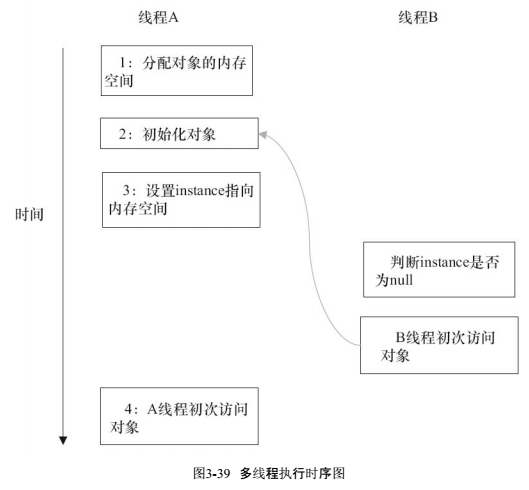 线程A
线程B
1：分配对象的内存
空间
2：初始化对象
3：设置instance指向
内存空间
时间
判断instance是否
为null
B线程初次访问
对象
4：A线程初次访问
对象
图3-39 多线程执行时序图